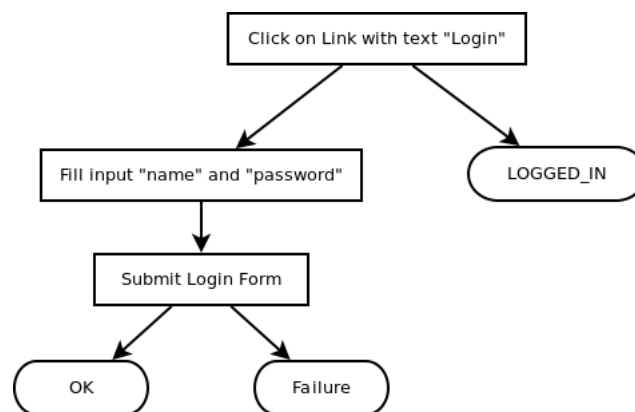 Click on Link with text "Login"
Fill input "name" and "password"
LOGGED_IN
Submit Login Form
OK
Failure